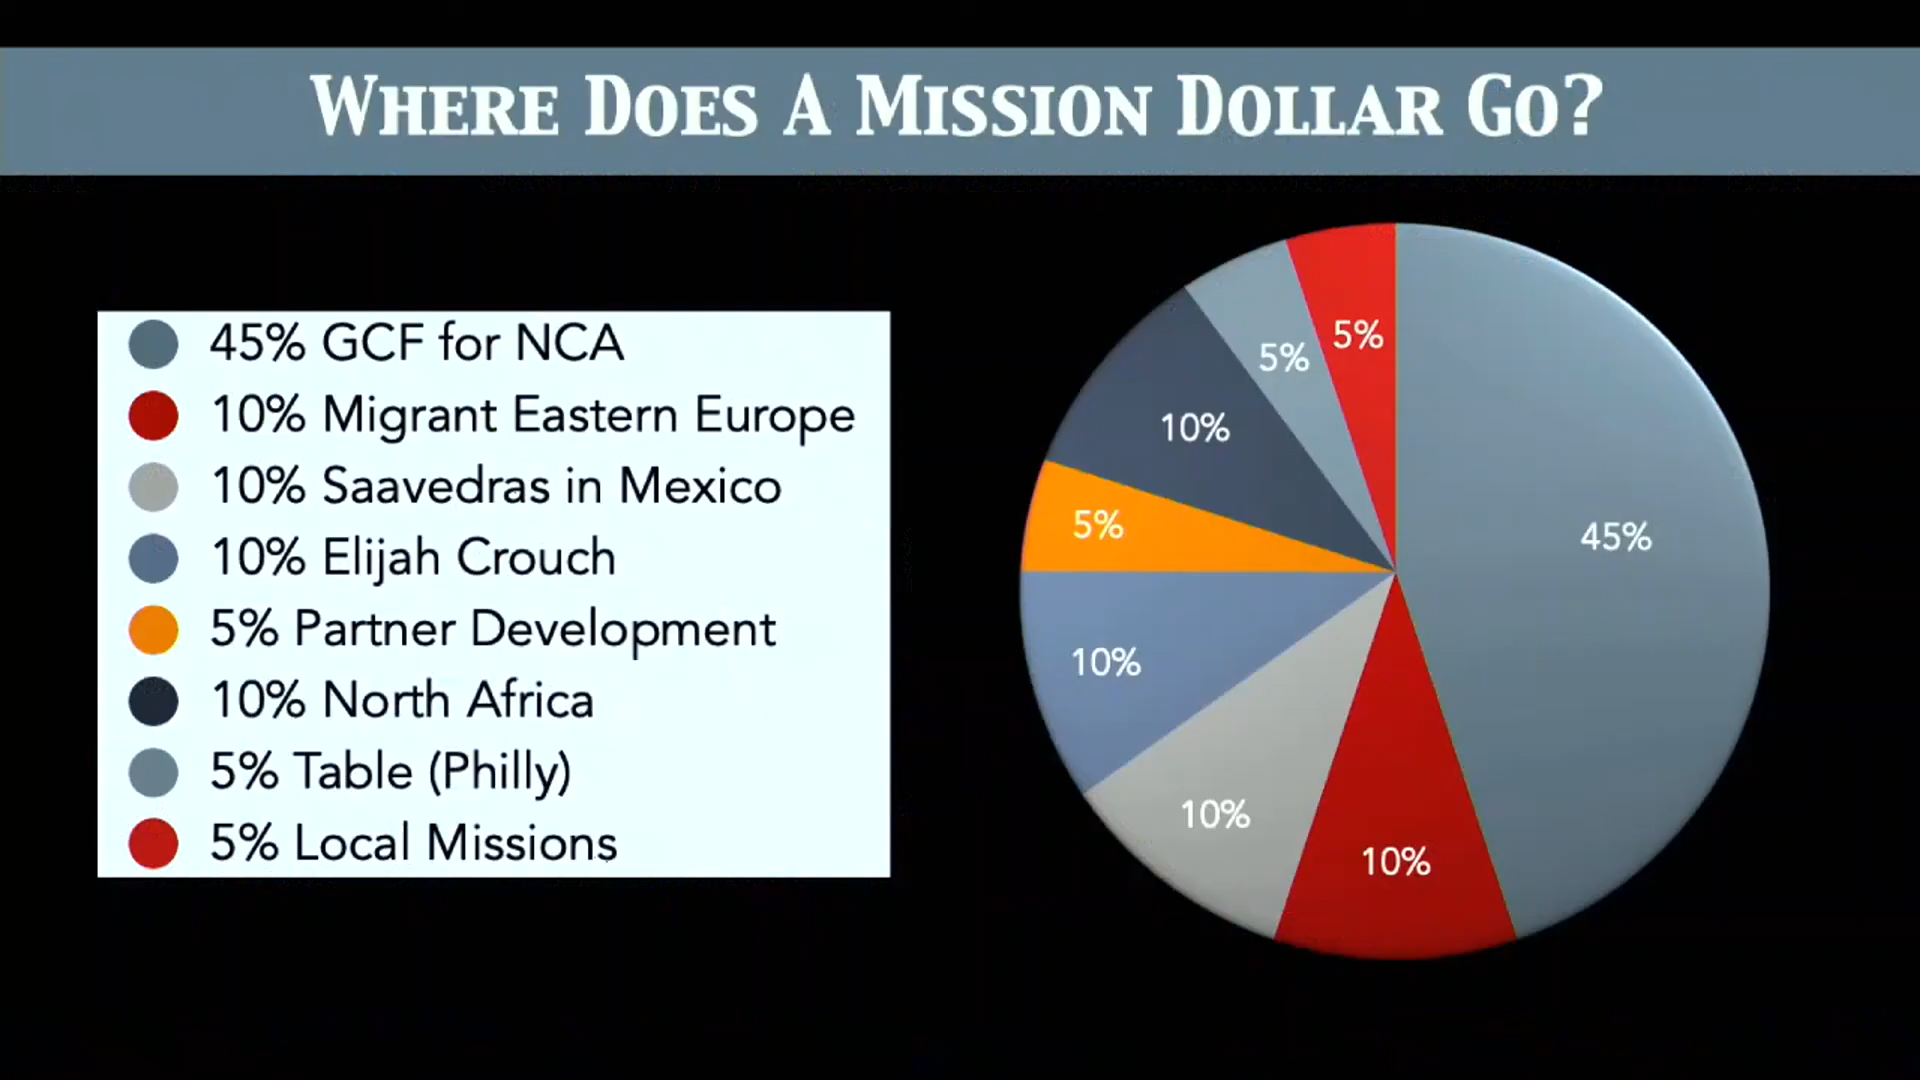 WHERE DOES A MISSION DOLLAR GO?
45% GCF for NCA
10% Migrant Eastern Europe
10% Saavedras in Mexico
10% Elijah Crouch
5% Partner Development
10% North Africa
5% Table (Philly)
5% Local Missions
5%
5%
10%
5%
45%
10%
10%
10%